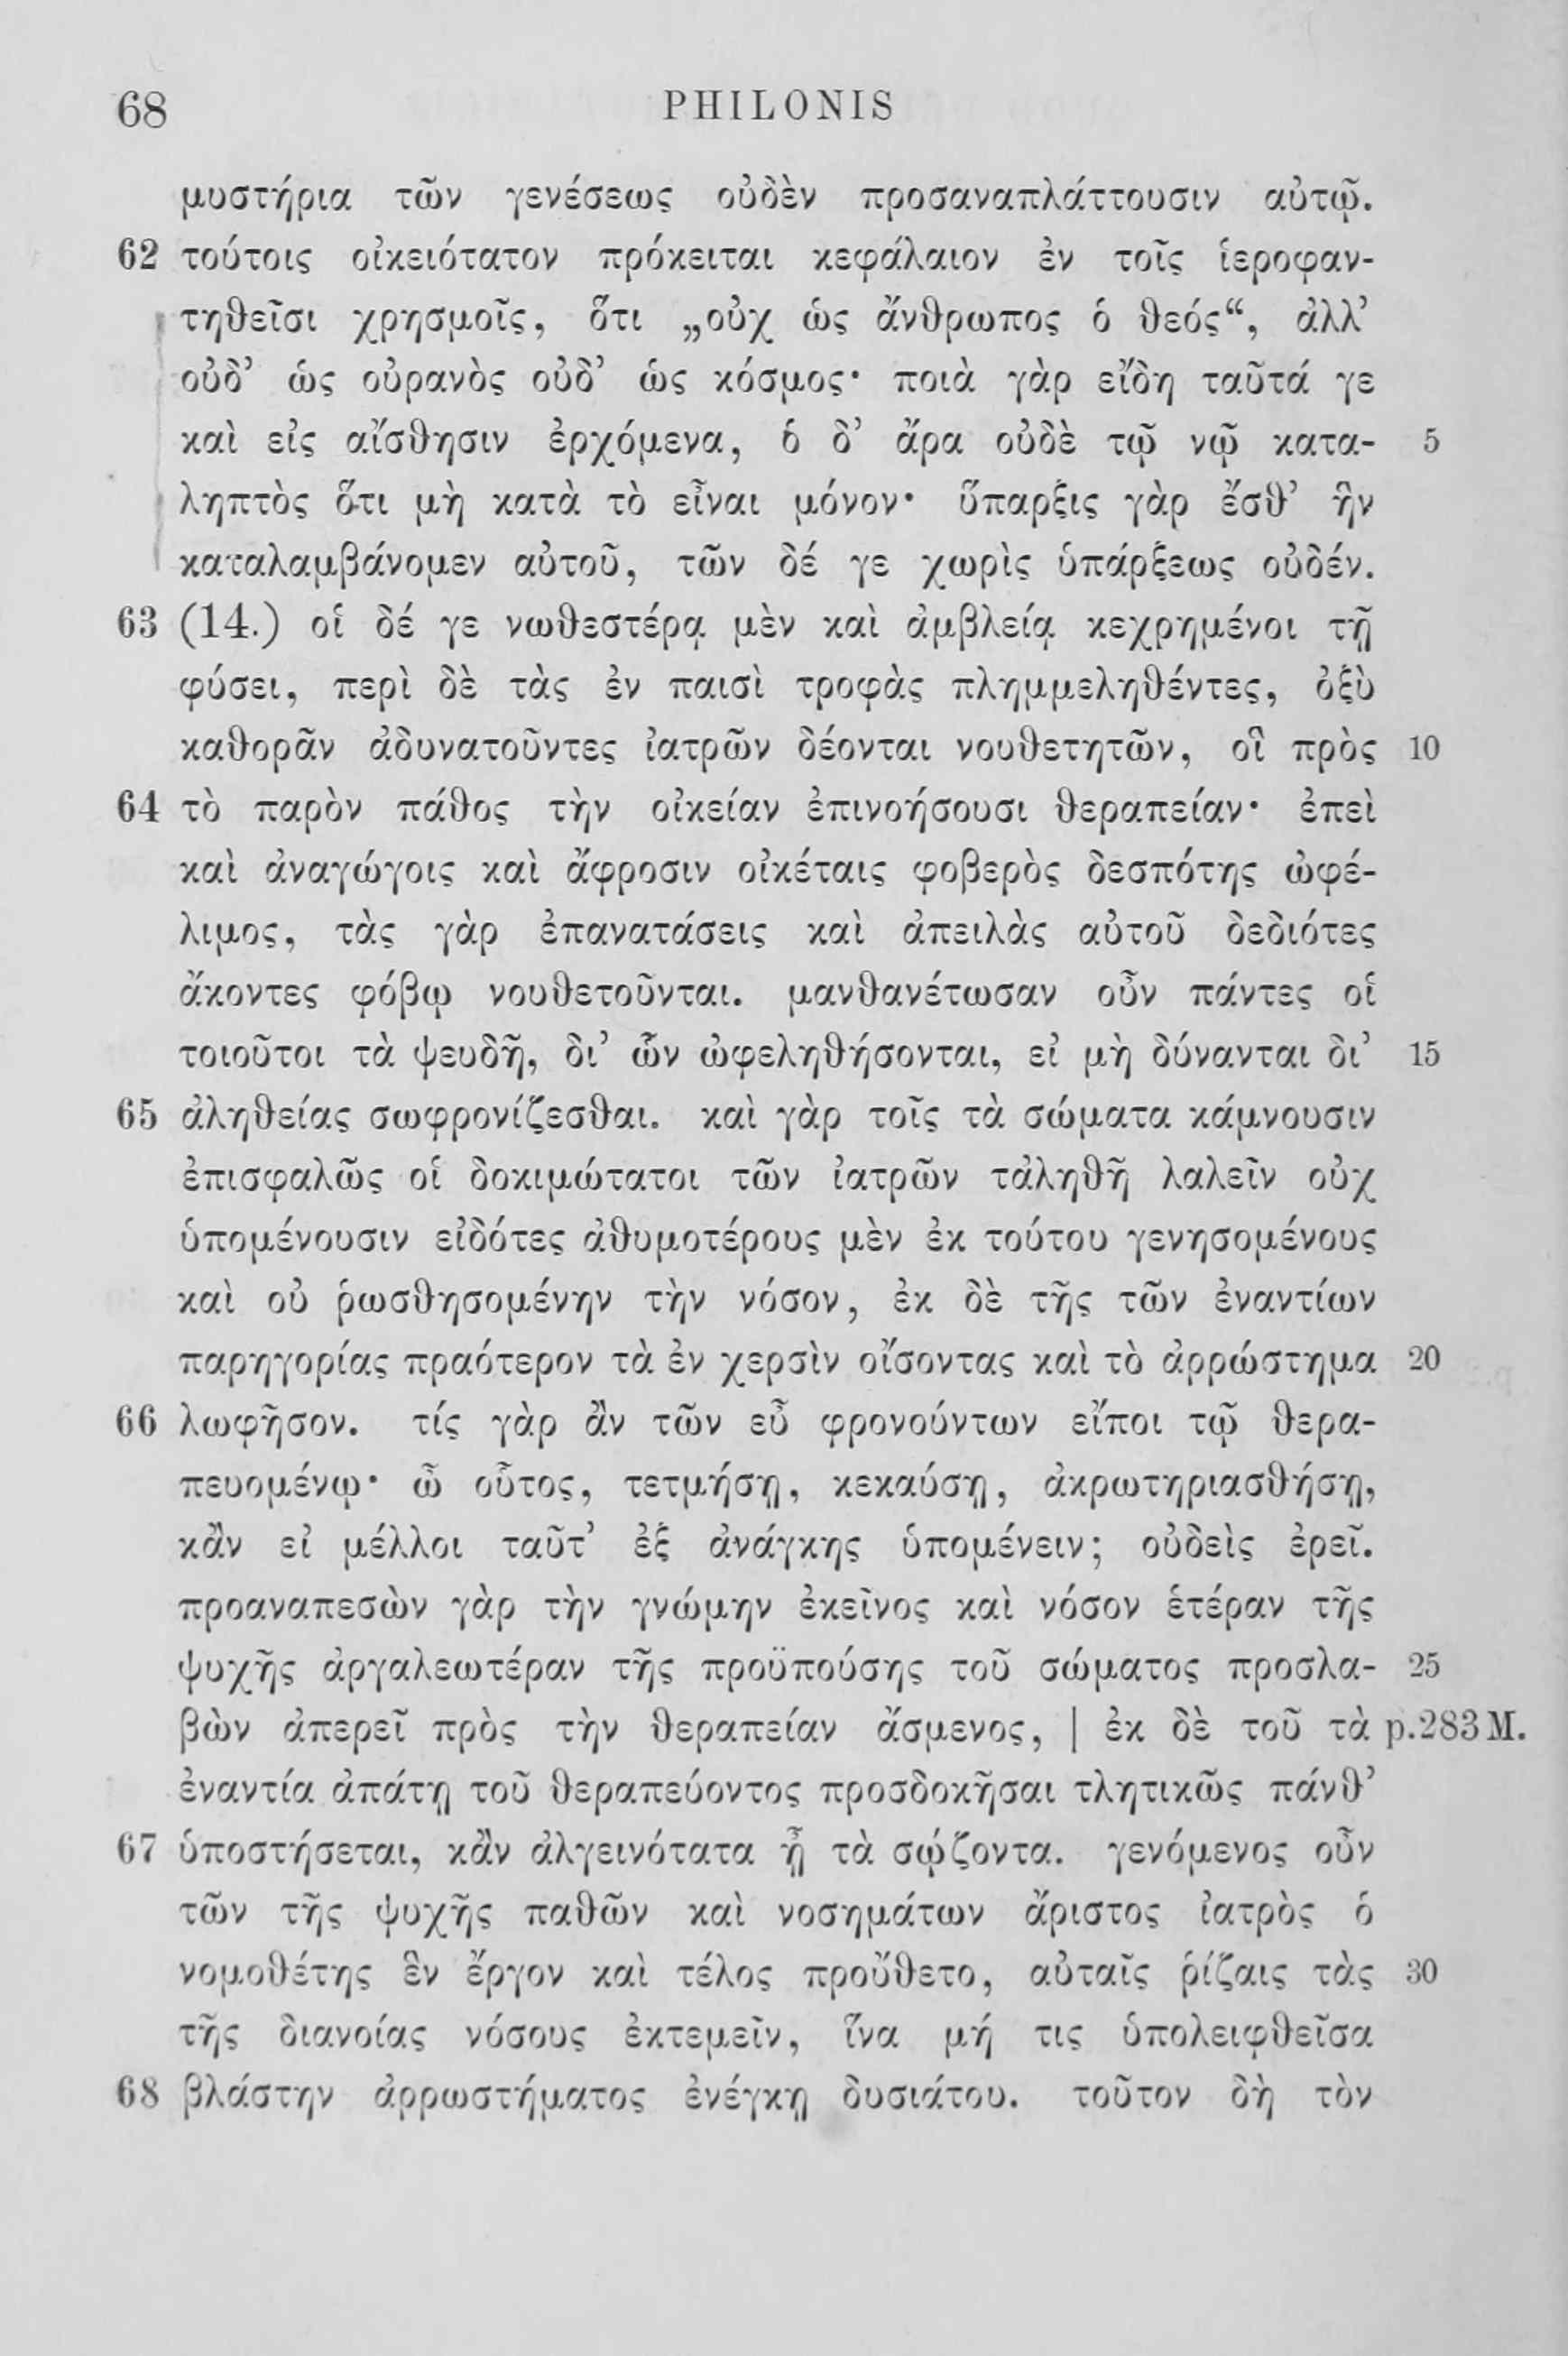 68 PHILONIS
μυστήρια τῶν γενέσεως οὐδὲν προσαναπλάττουσιν αὐτῷ.
62 τούτοις οἰκειότατον πρόκειται κεφάλαιον ἐν τοῖς ἱεροφαν-
τηθεῖσι χρησμοῖς, ὅτι „οὐχ ὡς ἄνθρωπος ὁ θεός“, ἀλλ’
οὐδ’ ὡς οὐρανὸς οὐδ’ ὡς κόσμος· ποιὰ γὰρ εἴδη ταῦτά γε
καὶ εἰς αἴσθησιν ἐρχόμενα, ὁ δ’ ἄρα οὐδὲ τῷ νῷ κατα- 5
ληπτὸς ὅτι μὴ κατὰ τὸ εἶναι μόνον· ὕπαρξις γὰρ ἔσθ’ ἣν
καταλαμβάνομεν αὐτοῦ, τῶν δέ γε χωρὶς ὑπάρξεως οὐδέν.
63 (14.) οἱ δέ γε νωθεστέρᾳ μὲν καὶ ἀμβλείᾳ κεχρημένοι τῇ
φύσει, περὶ δὲ τὰς ἐν παισὶ τροφὰς πλημμεληθέντες, ὀξὺ
καθορᾶν ἀδυνατοῦντες ἰατρῶν δέονται νουθετητῶν, οἳ πρὸς 10
64 τὸ παρὸν πάθος τὴν οἰκείαν ἐπινοήσουσι θεραπείαν· ἐπεὶ
καὶ ἀναγώγοις καὶ ἄφροσιν οἰκέταις φοβερὸς δεσπότης ὠφέ-
λιμος, τὰς γὰρ ἐπανατάσεις καὶ ἀπειλὰς αὐτοῦ δεδιότες
ἄκοντες φόβῳ νουθετοῦνται. μανθανέτωσαν οὖν πάντες οἱ
τοιοῦτοι τὰ ψευδῆ, δι’ ὧν ὠφεληθήσονται, εἰ μὴ δύνανται δι’ 15
65 ἀληθείας σωφρονίζεσθαι. καὶ γὰρ τοῖς τὰ σώματα κάμνουσιν
ἐπισφαλῶς οἱ δοκιμώτατοι τῶν ἰατρῶν τἀληθῆ λαλεῖν οὐχ
ὑπομένουσιν εἰδότες ἀθυμοτέρους μὲν ἐκ τούτου γενησομένους
καὶ οὐ ῥωσθησομένην τὴν νόσον, ἐκ δὲ τῆς τῶν ἐναντίων
παρηγορίας πραότερον τὰ ἐν χερσὶν οἴσοντας καὶ τὸ ἀρρώστημα 20
66 λωφῆσον. τίς γὰρ ἂν τῶν εὖ φρονούντων εἴποι τῷ θερα-
πευομένῳ· ὦ οὗτος, τετμήσῃ, κεκαύσῃ, ἀκρωτηριασθήσῃ,
κἂν εἰ μέλλοι ταῦτ’ ἐξ ἀνάγκης ὑπομένειν; οὐδεὶς ἐρεῖ.
προαναπεσὼν γὰρ τὴν γνώμην ἐκεῖνος καὶ νόσον ἑτέραν τῆς
ψυχῆς ἀργαλεωτέραν τῆς προϋπούσης τοῦ σώματος προσλα- 25
βὼν ἀπερεῖ πρὸς τὴν θεραπείαν ἄσμενος, | ἐκ δὲ τοῦ τὰ p.283 M.
ἐναντία ἀπάτῃ τοῦ θεραπεύοντος προσδοκῆσαι τλητικῶς πάνθ’
67 ὑποστήσεται, κἂν ἀλγεινότατα ᾖ τὰ σῴζοντα. γενόμενος οὖν
τῶν τῆς ψυχῆς παθῶν καὶ νοσημάτων ἄριστος ἰατρὸς ὁ
νομοθέτης ἓν ἔργον καὶ τέλος προὔθετο, αὐταῖς ῥίζαις τὰς 30
τῆς διανοίας νόσους ἐκτεμεῖν, ἵνα μή τις ὑπολειφθεῖσα
68 βλάστην ἀρρωστήματος ἐνέγκῃ δυσιάτου. τοῦτον δὴ τὸν